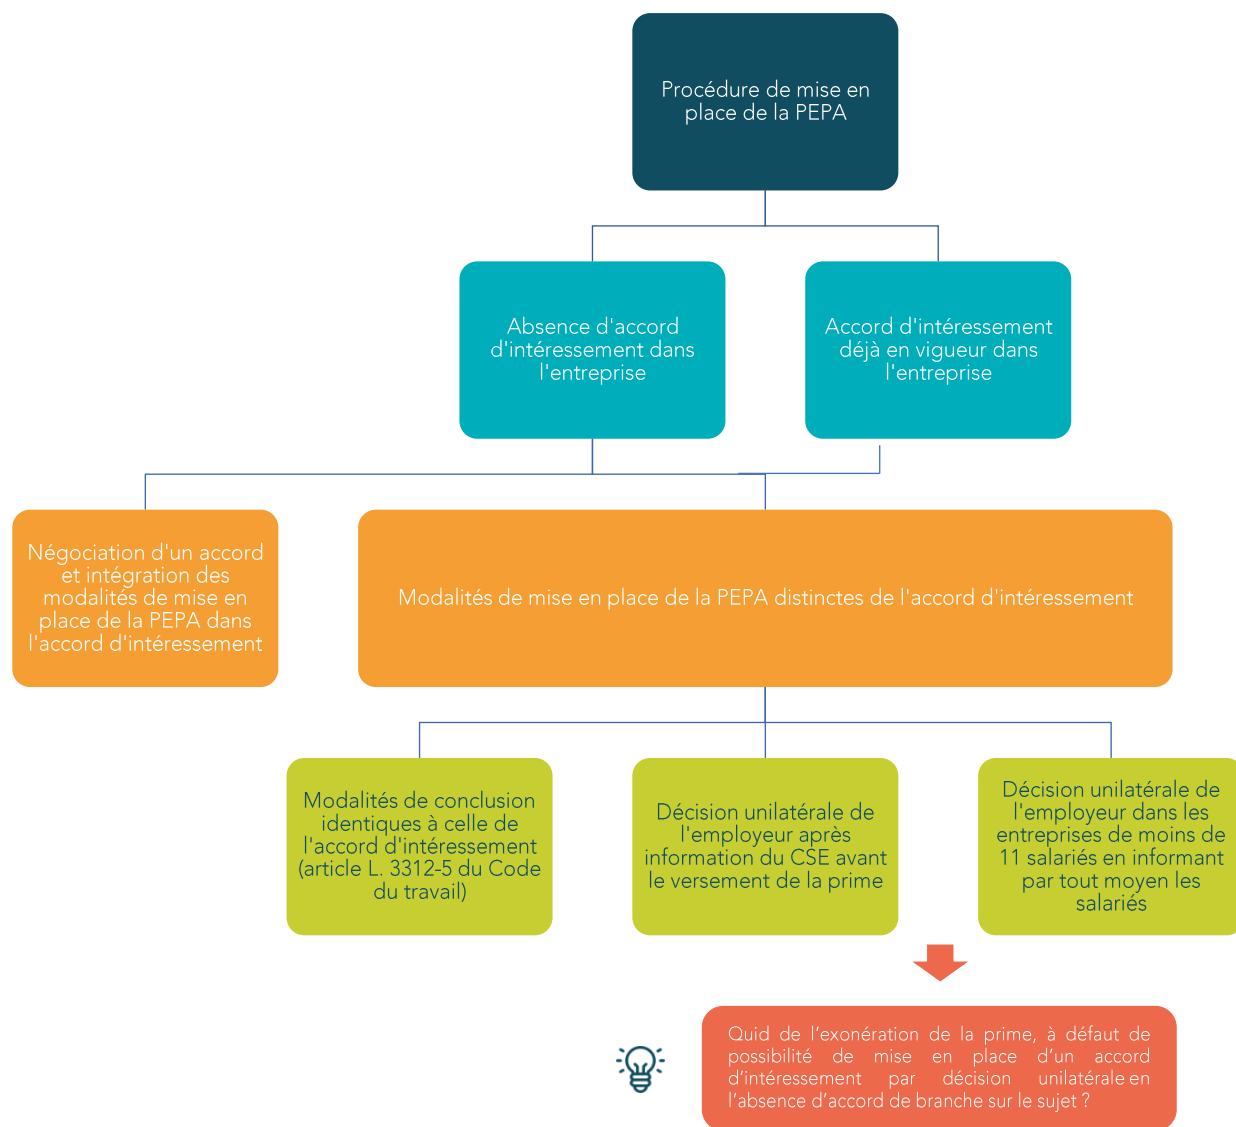 Procédure de mise en
place de la PEPA
Absence d'accord
d'intéressement dans
l'entreprise
Accord d'intéressement
déjà en vigueur dans
l'entreprise
Négociation d'un accord
et intégration des
modalités de mise en
place de la PEPA dans
l'accord d'intéressement
Modalités de mise en place de la PEPA distinctes de l'accord d'intéressement
Modalités de conclusion
identiques à celle de
l'accord d'intéressement
(article L. 3312-5 du Code
du travail)
Décision unilatérale de
l'employeur après
information du CSE avant
le versement de la prime
Décision unilatérale de
l'employeur dans les
entreprises de moins de
11 salariés en informant
par tout moyen les
salariés
Quid de l’exonération de la prime, à défaut de
possibilité de mise en place d’un accord
d’intéressement par décision unilatérale en
l’absence d’accord de branche sur le sujet ?